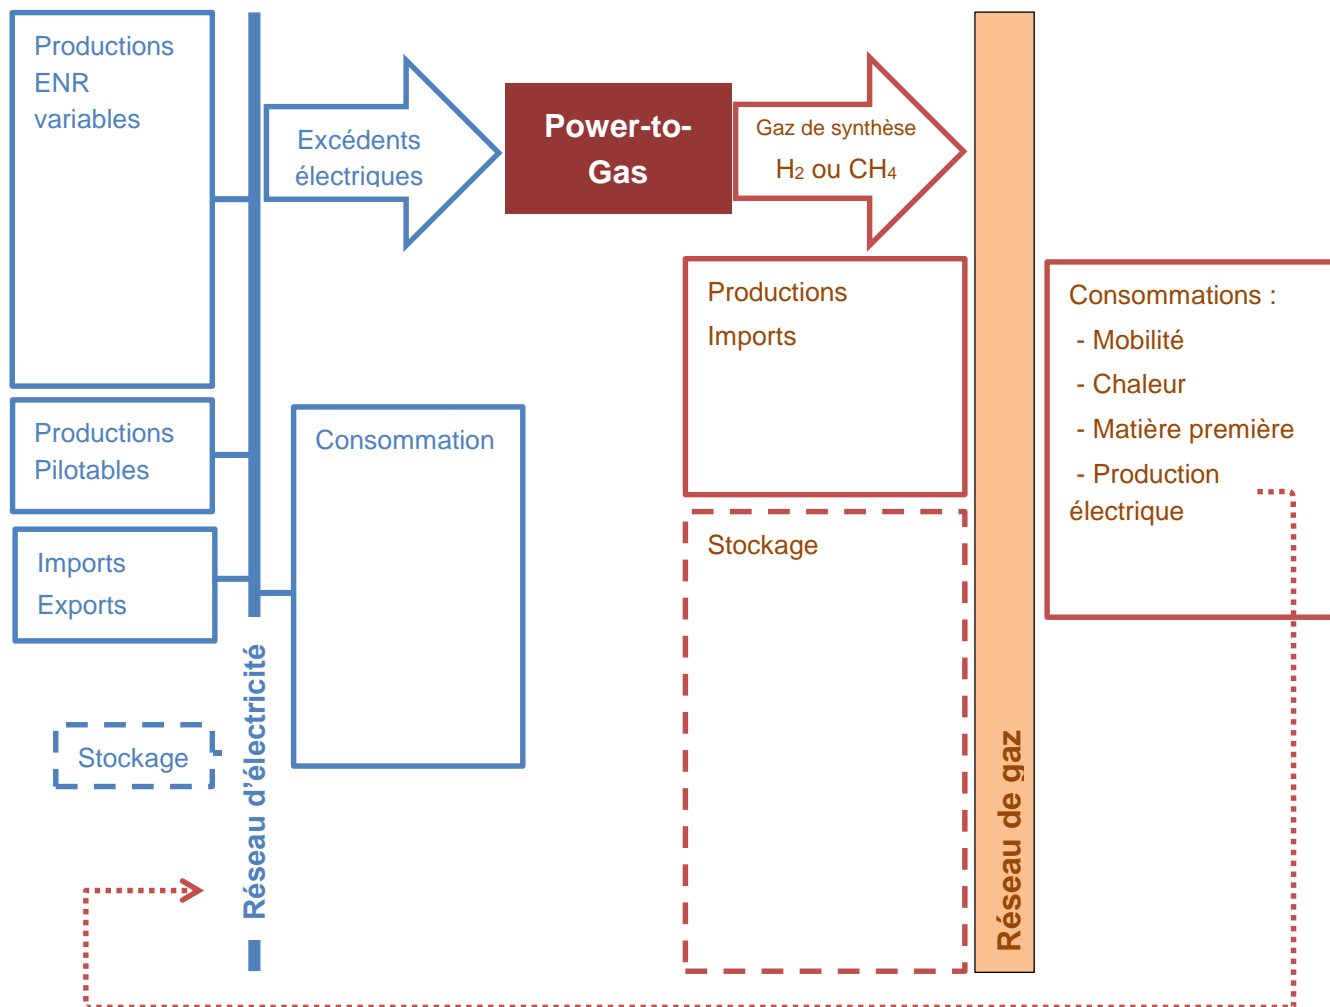 Productions
ENR
variables
Excédents
électriques
Power-to-
Gas
Gaz de synthèse
H₂ ou CH₄
Productions
Imports
Consommations :
- Mobilité
- Chaleur
- Matière première
- Production
électrique
Productions
Pilotables
Consommation
Imports
Exports
Stockage
Stockage
Réseau d’électricité
Réseau de gaz